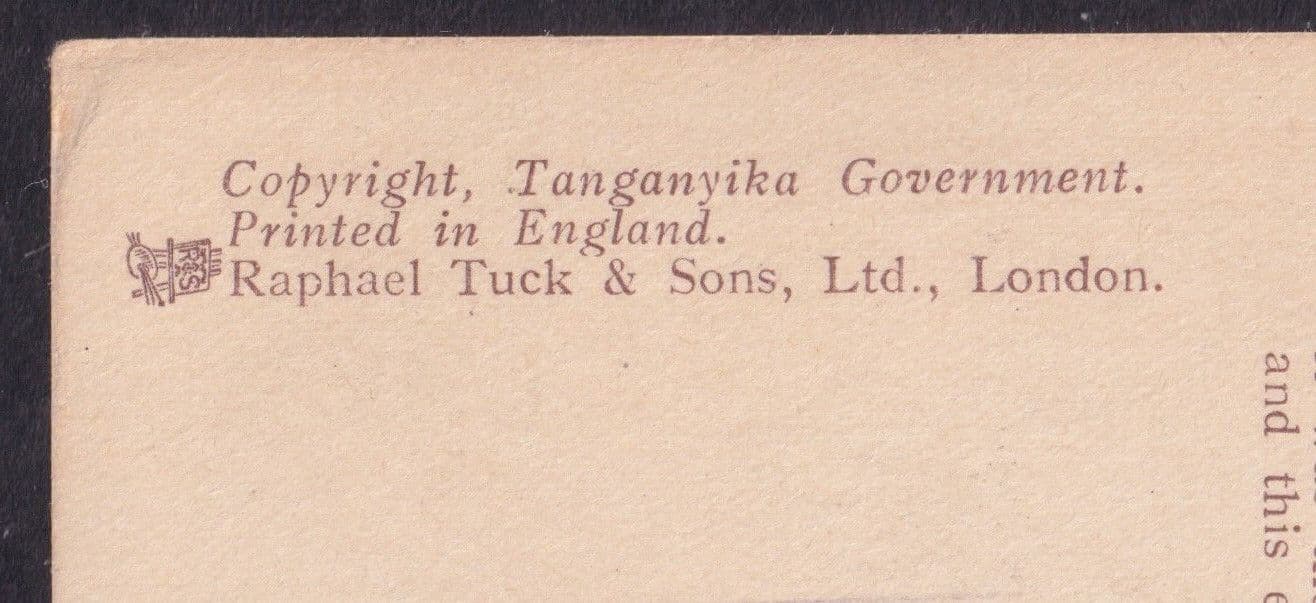 Copyright, Tanganyika Government.
Printed in England.
R&S
Raphael Tuck & Sons, Ltd., London.
and this